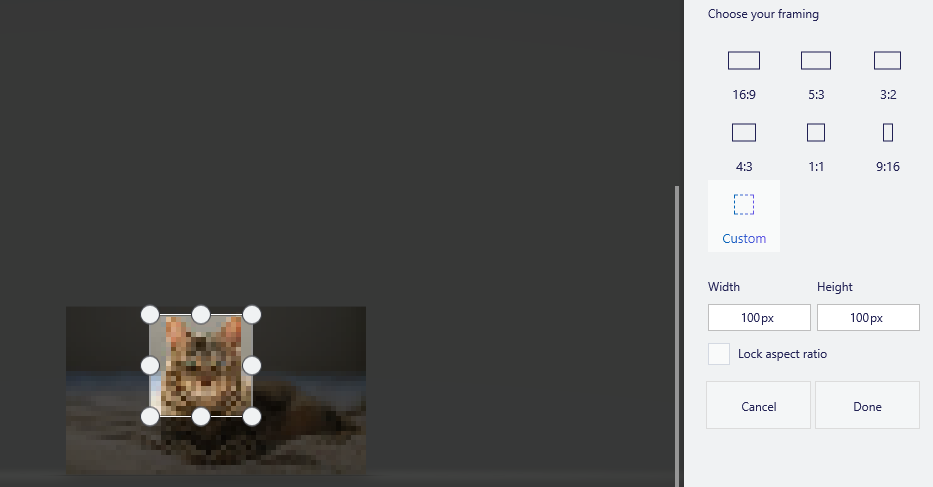 Choose your framing
16:9 5:3 3:2
4:3 1:1 9:16
Custom
Width Height
100px 100px
Lock aspect ratio
Cancel Done